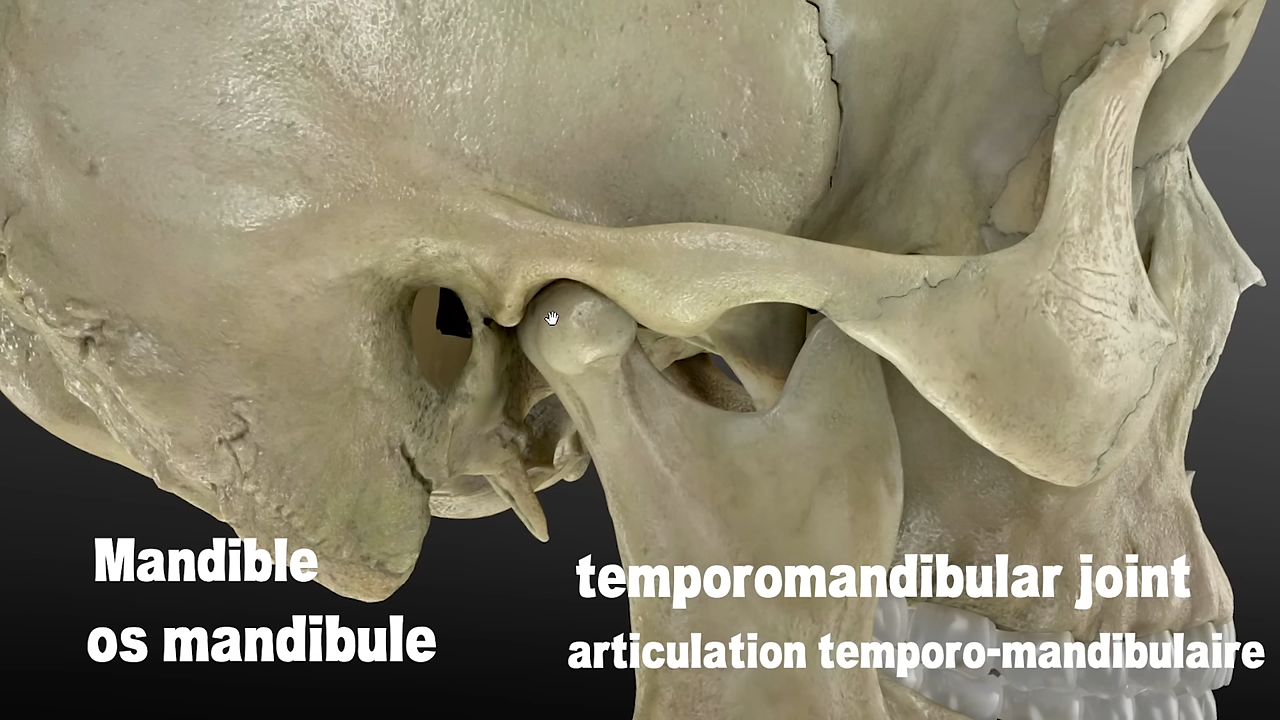 Mandible
os mandibule
temporomandibular joint
articulation temporo-mandibulaire